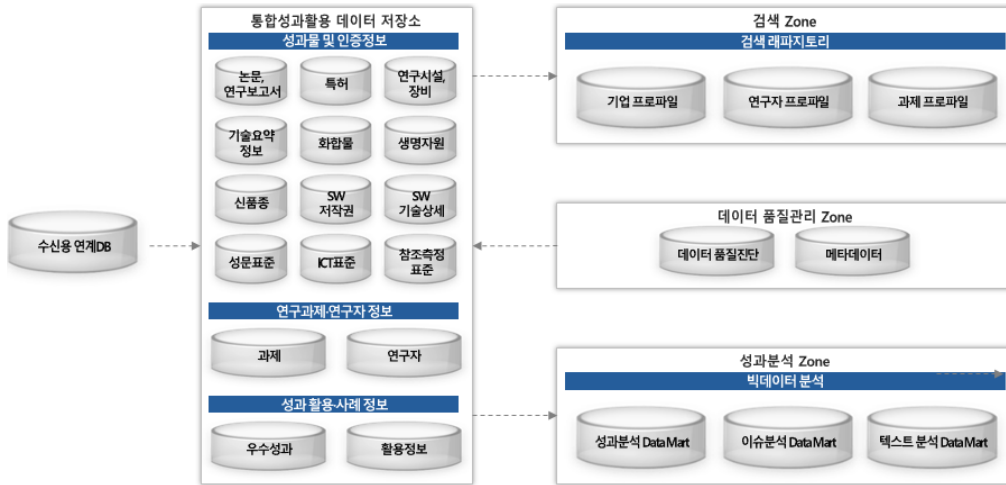 수신용 연계DB
통합성과활용 데이터 저장소
성과물 및 인증정보
논문,
연구보고서
특허
연구시설,
장비
기술요약
정보
화합물
생명자원
신품종
SW
저작권
SW
기술상세
성문표준
ICT표준
참조측정
표준
연구과제·연구자 정보
과제
연구자
성과 활용·사례 정보
우수성과
활용정보
검색 Zone
검색 래파지토리
기업 프로파일
연구자 프로파일
과제 프로파일
데이터 품질관리 Zone
데이터 품질진단
메타데이터
성과분석 Zone
빅데이터 분석
성과분석 Data Mart
이슈분석 Data Mart
텍스트 분석 Data Mart